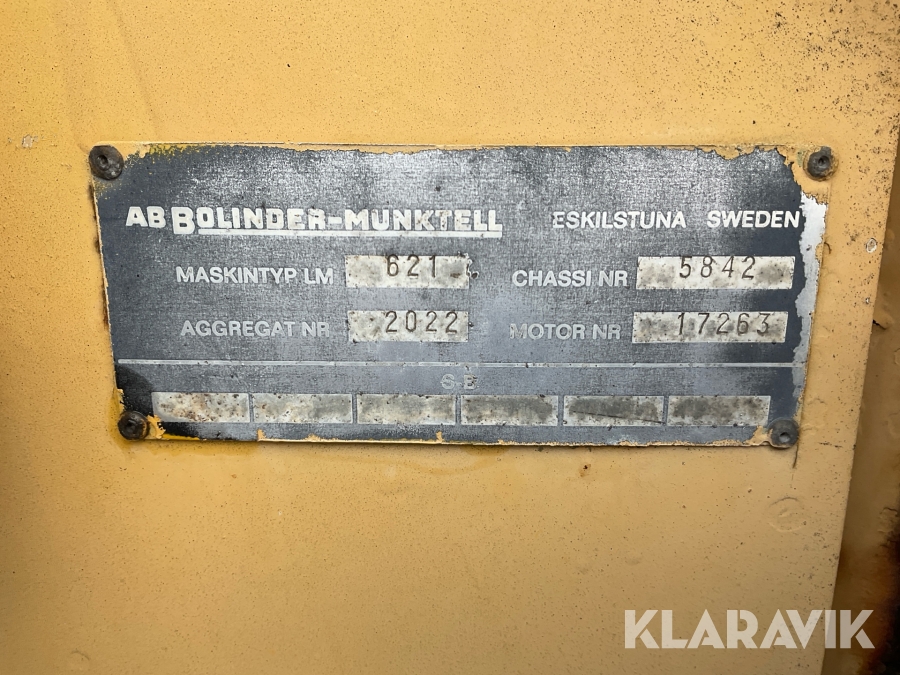 AB BOLINDER-MUNKTELL ESKILSTUNA SWEDEN
MASKINTYP LM 621 CHASSI NR 5842
AGGREGAT NR 2022 MOTOR NR 17263
S-E
KLARAVIK